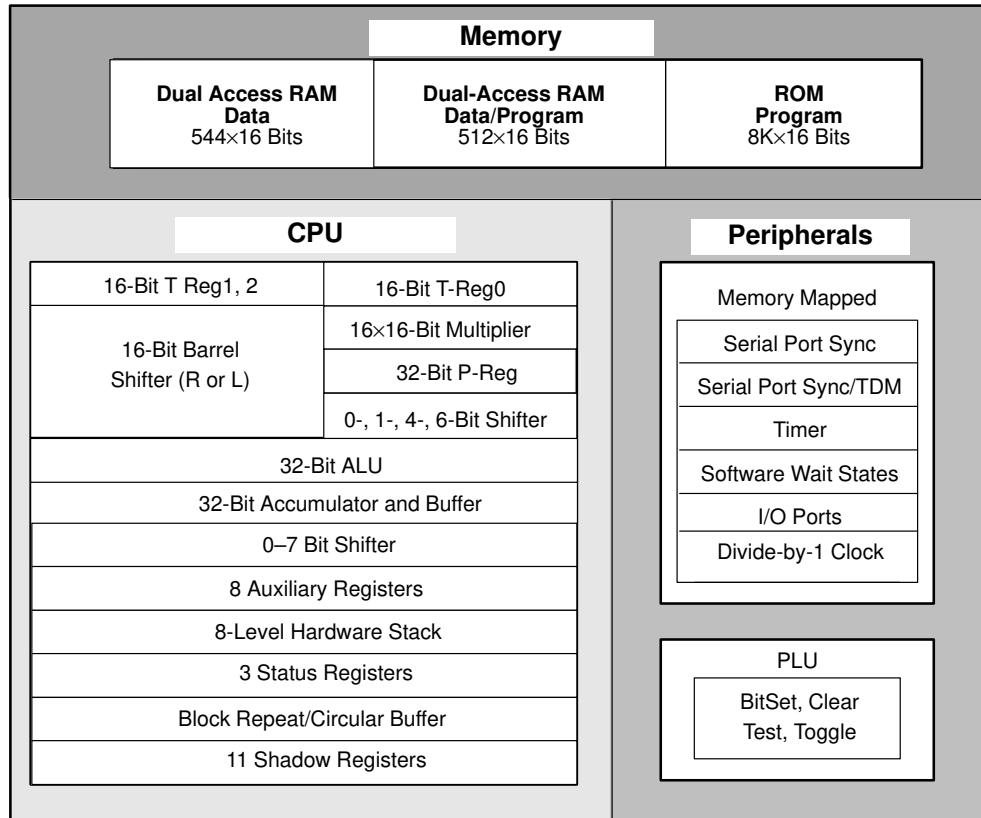 Memory
Dual Access RAM
Data
544×16 Bits
Dual-Access RAM
Data/Program
512×16 Bits
ROM
Program
8K×16 Bits
CPU
16-Bit T Reg1, 2
16-Bit T-Reg0
16-Bit Barrel
Shifter (R or L)
16×16-Bit Multiplier
32-Bit P-Reg
0-, 1-, 4-, 6-Bit Shifter
32-Bit ALU
32-Bit Accumulator and Buffer
0–7 Bit Shifter
8 Auxiliary Registers
8-Level Hardware Stack
3 Status Registers
Block Repeat/Circular Buffer
11 Shadow Registers
Peripherals
Memory Mapped
Serial Port Sync
Serial Port Sync/TDM
Timer
Software Wait States
I/O Ports
Divide-by-1 Clock
PLU
BitSet, Clear
Test, Toggle